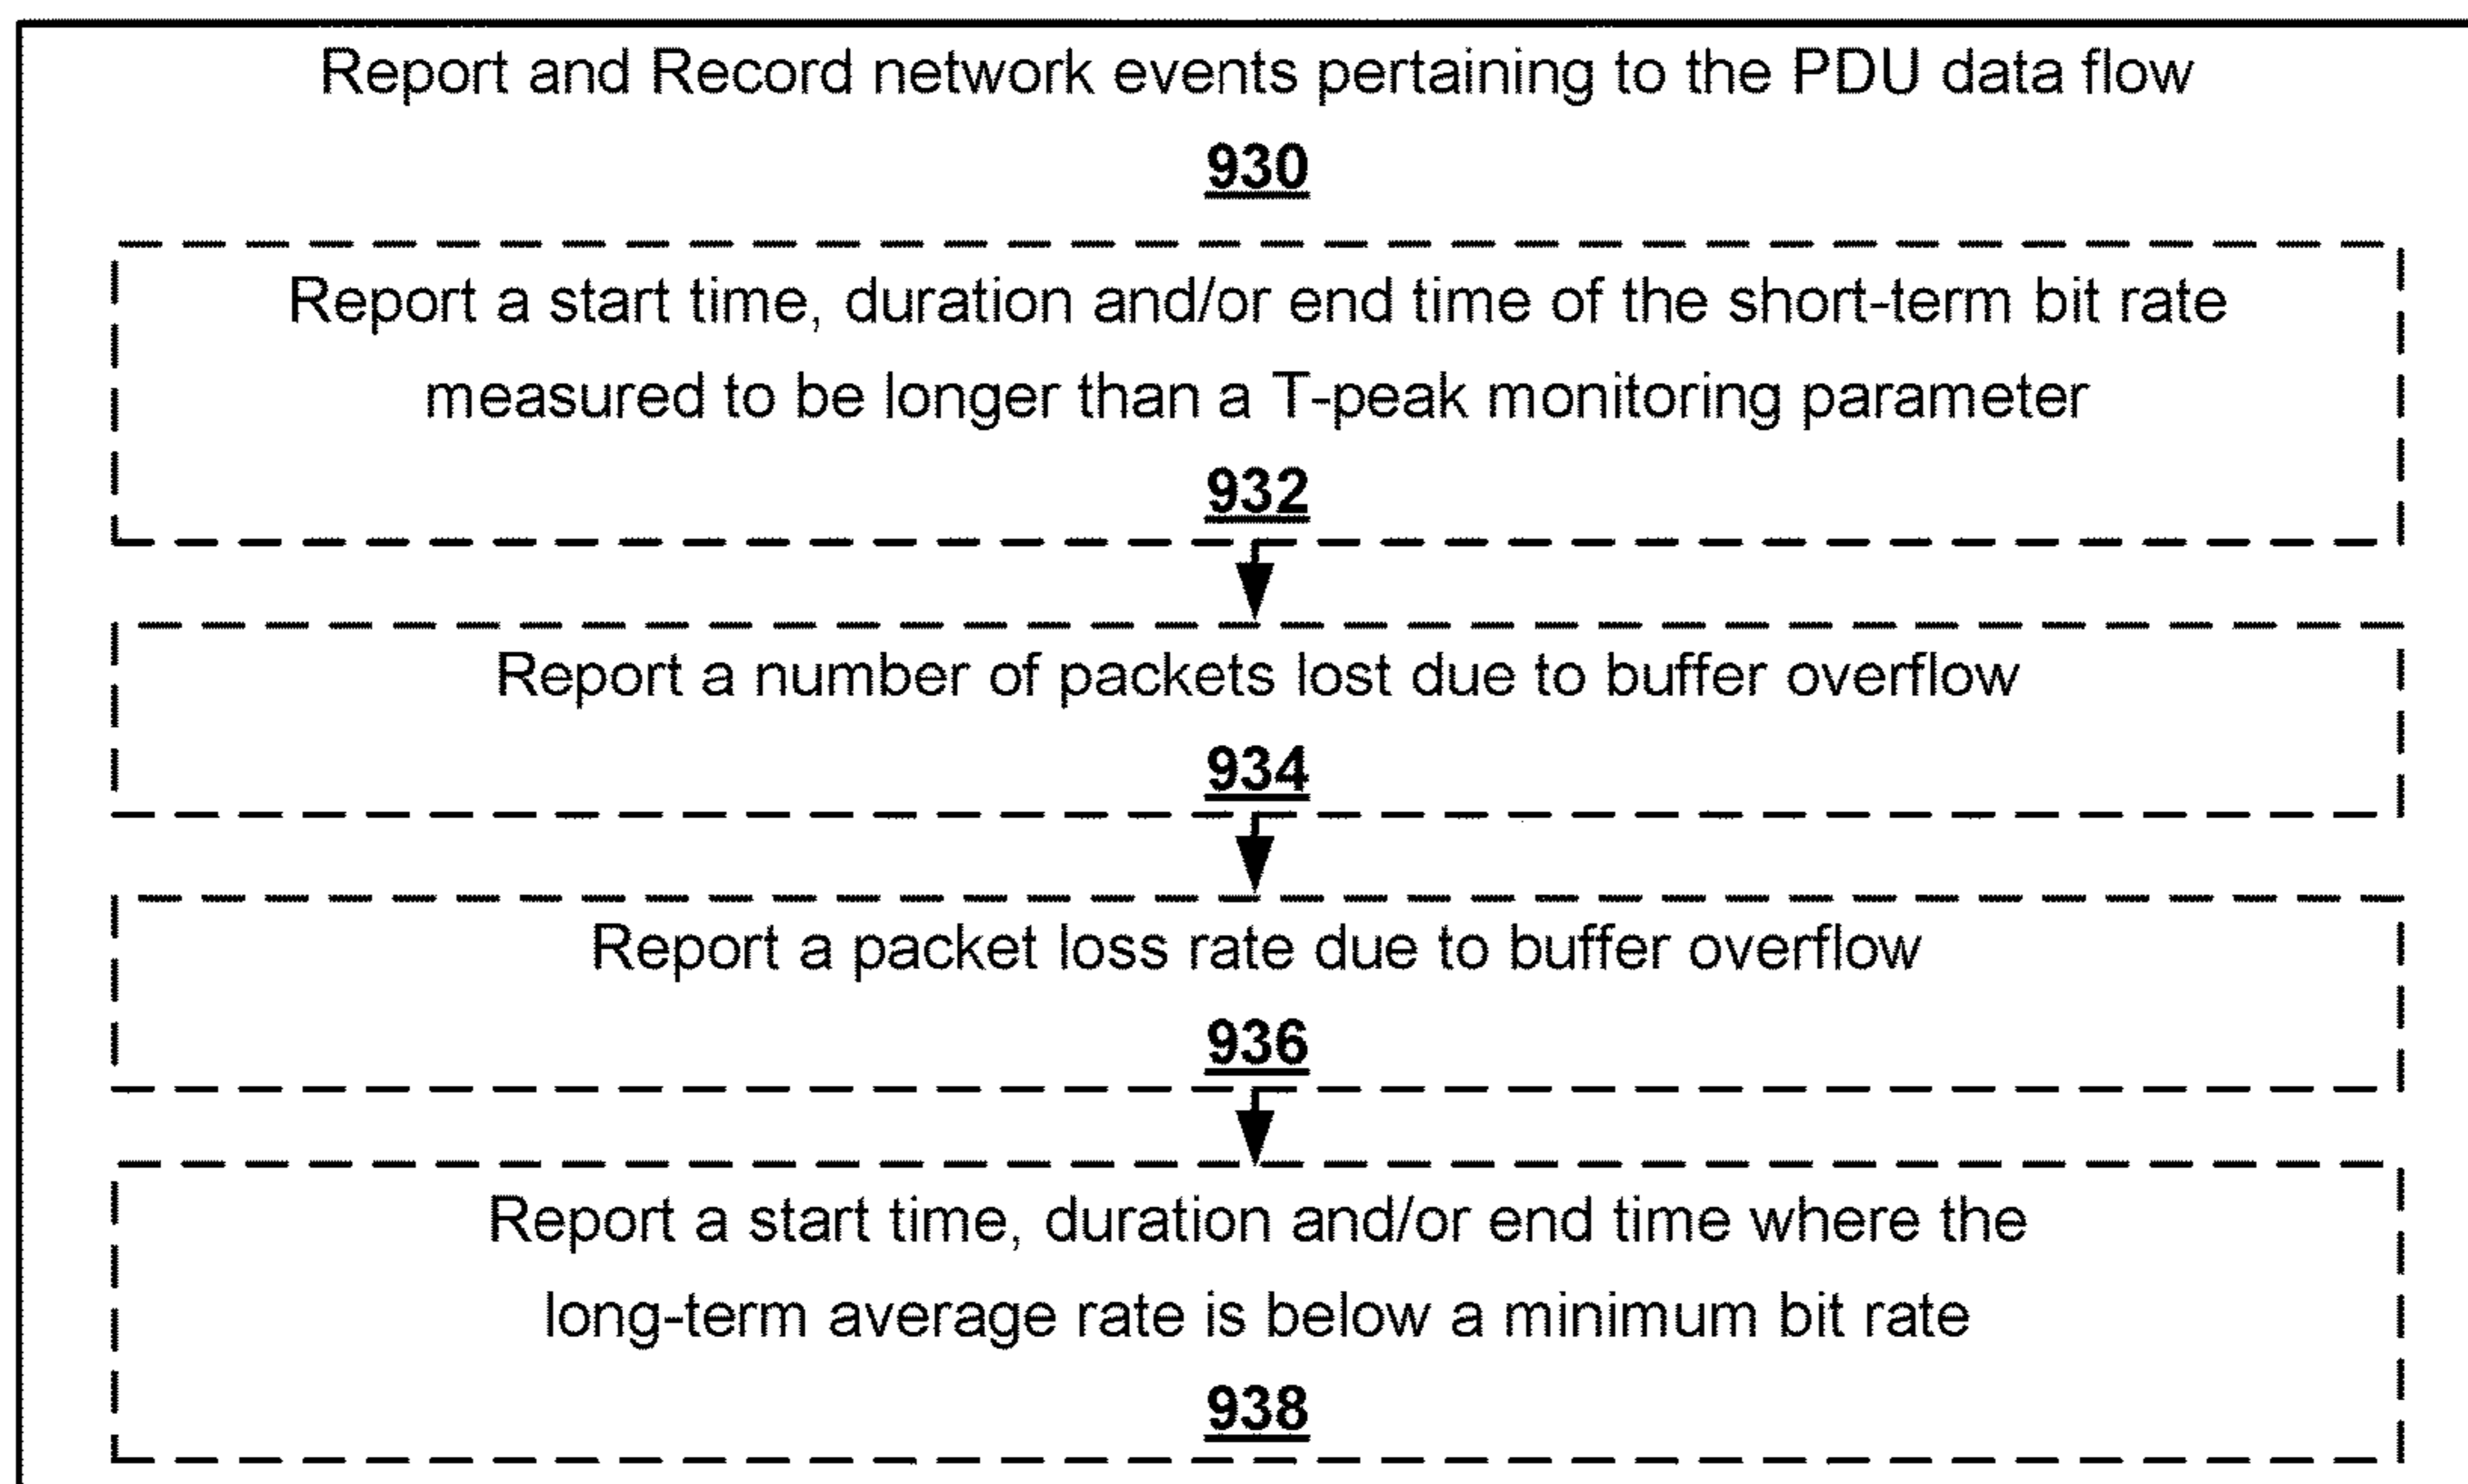 Report and Record network events pertaining to the PDU data flow
930
Report a start time, duration and/or end time of the short-term bit rate
measured to be longer than a T-peak monitoring parameter
932
Report a number of packets lost due to buffer overflow
934
Report a packet loss rate due to buffer overflow
936
Report a start time, duration and/or end time where the
long-term average rate is below a minimum bit rate
938